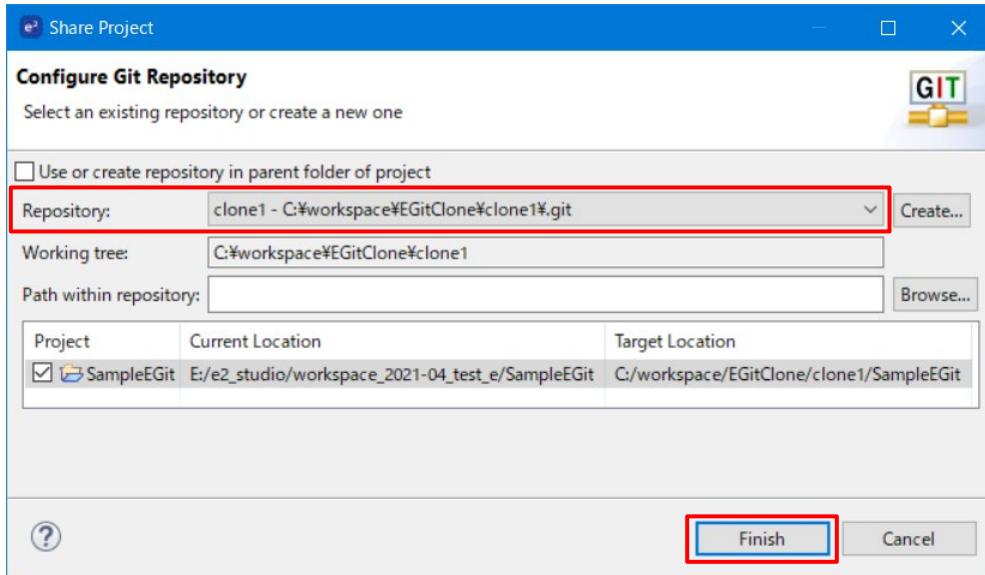 e² Share Project
Configure Git Repository
Select an existing repository or create a new one
GIT
Use or create repository in parent folder of project
Repository: clone1 - C:¥workspace¥EGitClone¥clone1¥.git Create...
Working tree: C:¥workspace¥EGitClone¥clone1
Path within repository: Browse...
Project Current Location Target Location
SampleEGit E:/e2_studio/workspace_2021-04_test_e/SampleEGit C:/workspace/EGitClone/clone1/SampleEGit
? Finish Cancel